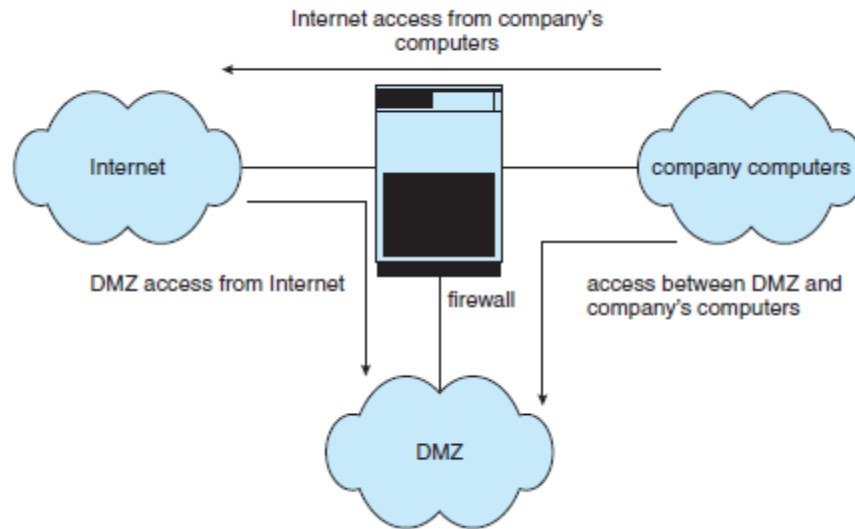 Internet access from company's
computers
Internet
company computers
DMZ access from Internet
firewall
access between DMZ and
company's computers
DMZ